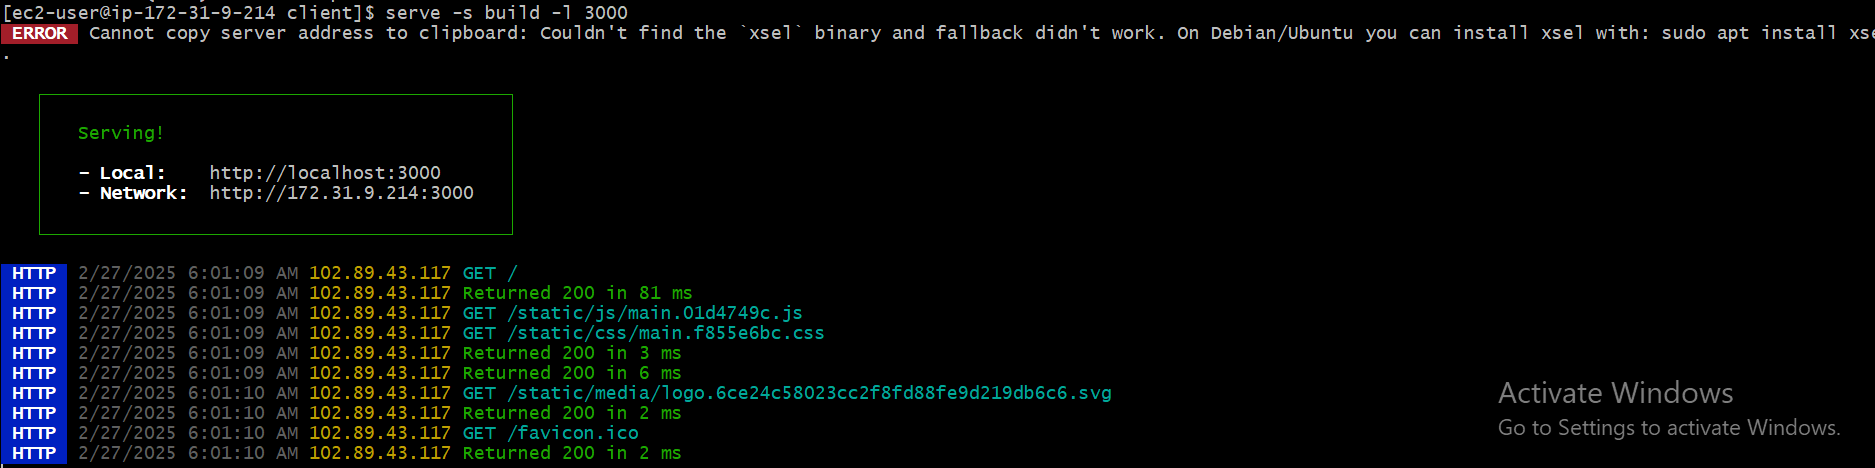 [ec2-user@ip-172-31-9-214 client]$ serve -s build -l 3000
ERROR Cannot copy server address to clipboard: Couldn't find the `xsel` binary and fallback didn't work. On Debian/Ubuntu you can install xsel with: sudo apt install xse
.
Serving!
- Local: http://localhost:3000
- Network: http://172.31.9.214:3000
HTTP 2/27/2025 6:01:09 AM 102.89.43.117 GET /
HTTP 2/27/2025 6:01:09 AM 102.89.43.117 Returned 200 in 81 ms
HTTP 2/27/2025 6:01:09 AM 102.89.43.117 GET /static/js/main.01d4749c.js
HTTP 2/27/2025 6:01:09 AM 102.89.43.117 GET /static/css/main.f855e6bc.css
HTTP 2/27/2025 6:01:09 AM 102.89.43.117 Returned 200 in 3 ms
HTTP 2/27/2025 6:01:09 AM 102.89.43.117 Returned 200 in 6 ms
HTTP 2/27/2025 6:01:10 AM 102.89.43.117 GET /static/media/logo.6ce24c58023cc2f8fd88fe9d219db6c6.svg
HTTP 2/27/2025 6:01:10 AM 102.89.43.117 Returned 200 in 2 ms
HTTP 2/27/2025 6:01:10 AM 102.89.43.117 GET /favicon.ico
HTTP 2/27/2025 6:01:10 AM 102.89.43.117 Returned 200 in 2 ms
Activate Windows
Go to Settings to activate Windows.